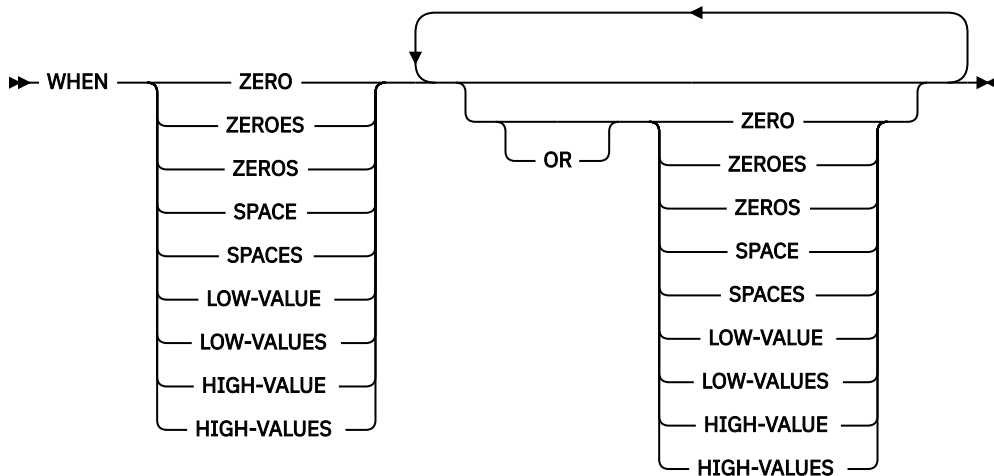 WHEN
ZERO
ZEROES
ZEROS
SPACE
SPACES
LOW-VALUE
LOW-VALUES
HIGH-VALUE
HIGH-VALUES
OR
ZERO
ZEROES
ZEROS
SPACE
SPACES
LOW-VALUE
LOW-VALUES
HIGH-VALUE
HIGH-VALUES